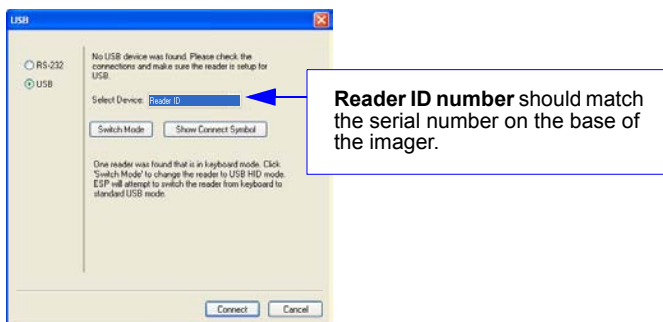 USB
RS-232
USB
No USB device was found. Please check the
connections and make sure the reader is setup for
USB.
Select Device: Reader ID
Switch Mode Show Connect Symbol
One reader was found that is in keyboard mode. Click
'Switch Mode' to change the reader to USB HID mode.
ESP will attempt to switch the reader from keyboard to
standard USB mode.
Connect Cancel
Reader ID number should match
the serial number on the base of
the imager.